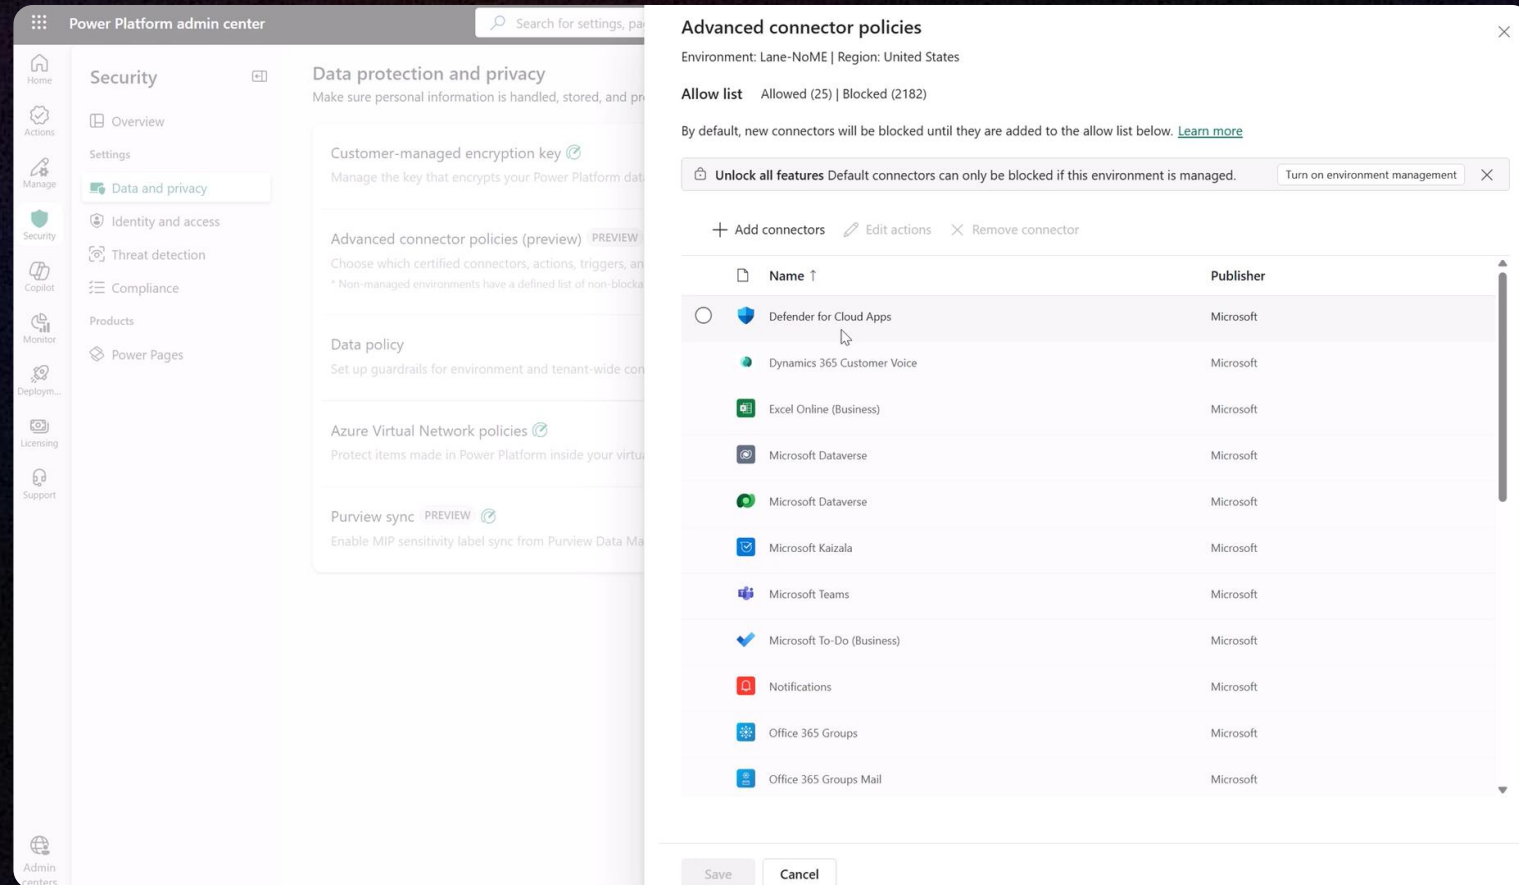 Power Platform admin center
Search for settings, pa
Home
Actions
Manage
Security
Copilot
Monitor
Deploym...
Licensing
Support
Admin
centers
Security
Overview
Settings
Data and privacy
Identity and access
Threat detection
Compliance
Products
Power Pages
Data protection and privacy
Make sure personal information is handled, stored, and pr
Customer-managed encryption key
Manage the key that encrypts your Power Platform dat
Advanced connector policies (preview) PREVIEW
Choose which certified connectors, actions, triggers, an
* Non-managed environments have a defined list of non-blocka
Data policy
Set up guardrails for environment and tenant-wide con
Azure Virtual Network policies
Protect items made in Power Platform inside your virtu
Purview sync PREVIEW
Enable MIP sensitivity label sync from Purview Data Ma
Advanced connector policies
Environment: Lane-NoME | Region: United States
Allow list Allowed (25) | Blocked (2182)
By default, new connectors will be blocked until they are added to the allow list below. Learn more
Unlock all features Default connectors can only be blocked if this environment is managed. Turn on environment management
Add connectors Edit actions Remove connector
Name ↑ Publisher
Defender for Cloud Apps Microsoft
Dynamics 365 Customer Voice Microsoft
Excel Online (Business) Microsoft
Microsoft Dataverse Microsoft
Microsoft Dataverse Microsoft
Microsoft Kaizala Microsoft
Microsoft Teams Microsoft
Microsoft To-Do (Business) Microsoft
Notifications Microsoft
Office 365 Groups Microsoft
Office 365 Groups Mail Microsoft
Save Cancel